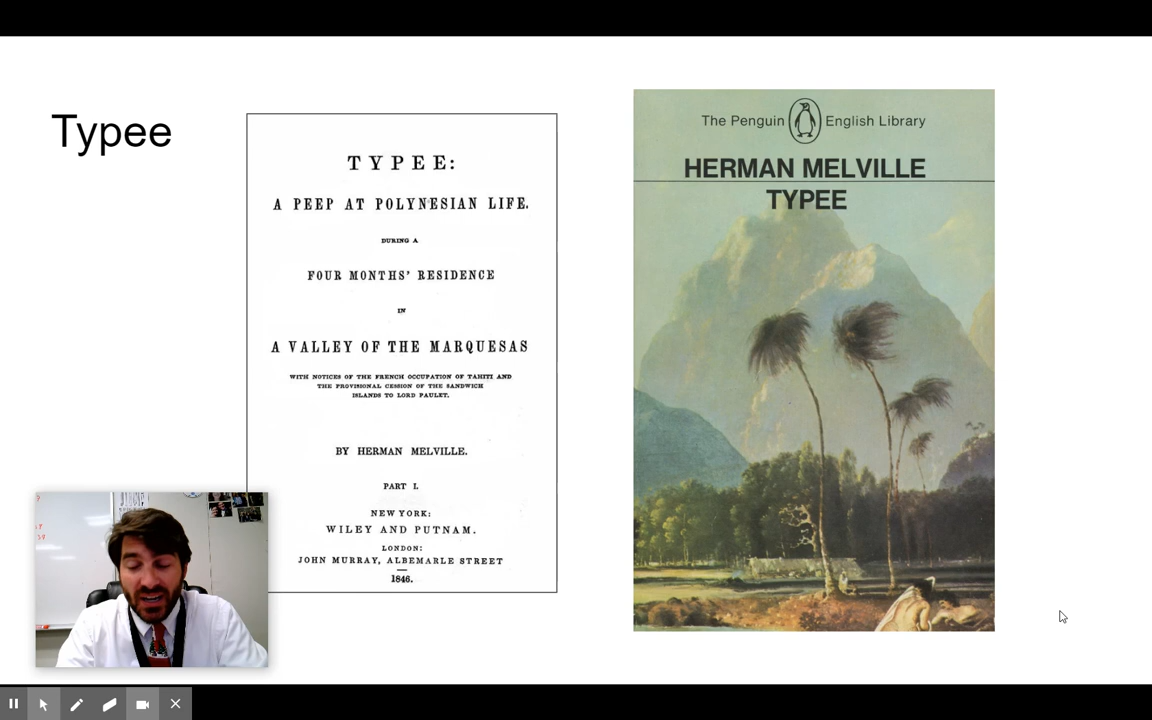 Typee
TYPEE:
A PEEP AT POLYNESIAN LIFE.
DURING A
FOUR MONTHS' RESIDENCE
IN
A VALLEY OF THE MARQUESAS
WITH NOTICES OF THE FRENCH OCCUPATION OF TAHITI AND
THE PROVISIONAL CESSION OF THE SANDWICH
ISLANDS TO LORD PAULET.
BY HERMAN MELVILLE.
PART I.
NEW YORK:
WILEY AND PUTNAM.
LONDON:
JOHN MURRAY, ALBEMARLE STREET
1846.
The Penguin English Library
HERMAN MELVILLE
TYPEE